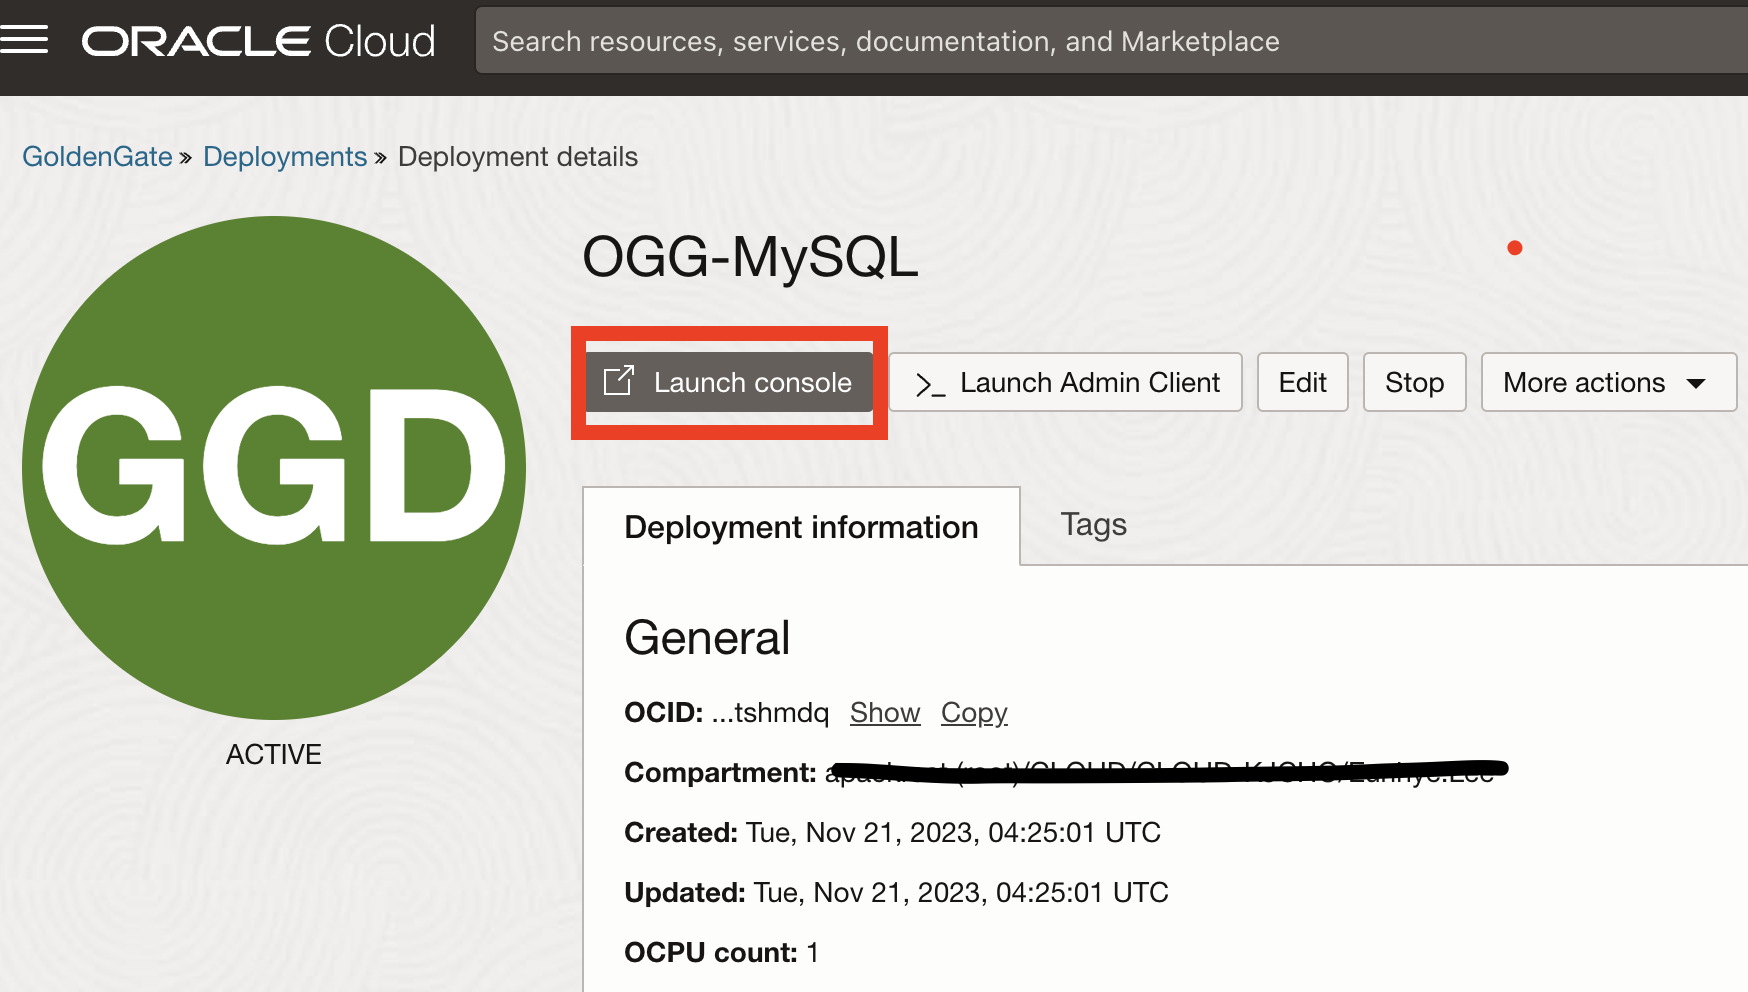 ORACLE Cloud
Search resources, services, documentation, and Marketplace
GoldenGate » Deployments » Deployment details
GGD
ACTIVE
OGG-MySQL
Launch console
>_ Launch Admin Client
Edit
Stop
More actions
Deployment information
Tags
General
OCID: ...tshmdq Show Copy
Compartment:
Created: Tue, Nov 21, 2023, 04:25:01 UTC
Updated: Tue, Nov 21, 2023, 04:25:01 UTC
OCPU count: 1